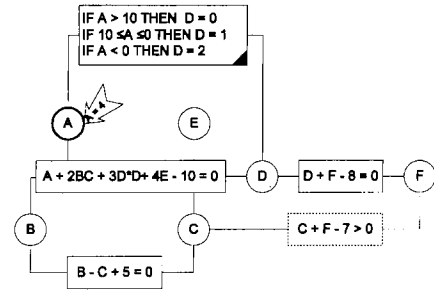 IF A > 10 THEN D = 0
IF 10 ≤A ≤0 THEN D = 1
IF A < 0 THEN D = 2
A = 4
A
E
A + 2BC + 3D*D+ 4E - 10 = 0
D
D + F - 8 = 0
F
B
C
C + F - 7 > 0
B - C + 5 = 0